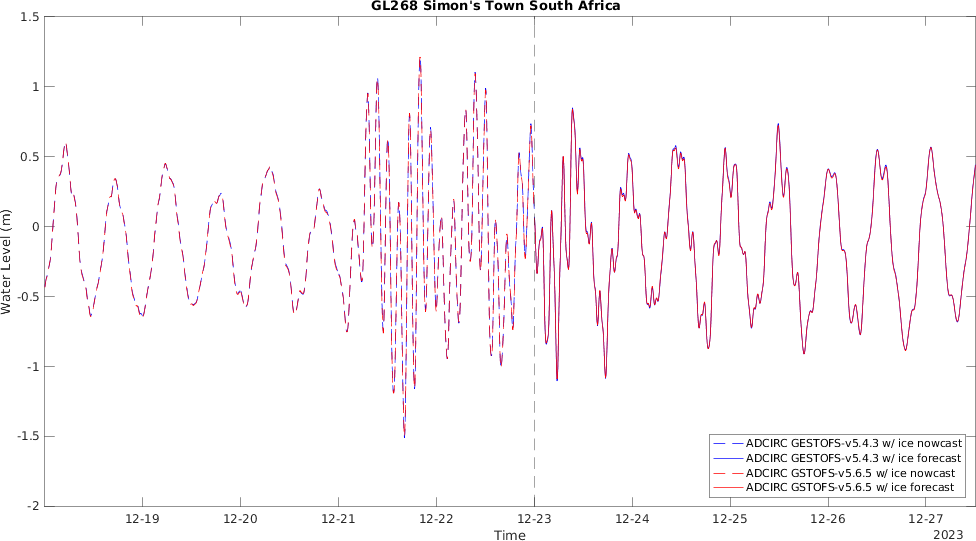 GL268 Simon's Town South Africa
1.5
1
0.5
0
-0.5
-1
-1.5
-2
Water Level (m)
12-19
12-20
12-21
12-22
12-23
12-24
12-25
12-26
12-27
Time
2023
ADCIRC GESTOFS-v5.4.3 w/ ice nowcast
ADCIRC GESTOFS-v5.4.3 w/ ice forecast
ADCIRC GSTOFS-v5.6.5 w/ ice nowcast
ADCIRC GSTOFS-v5.6.5 w/ ice forecast